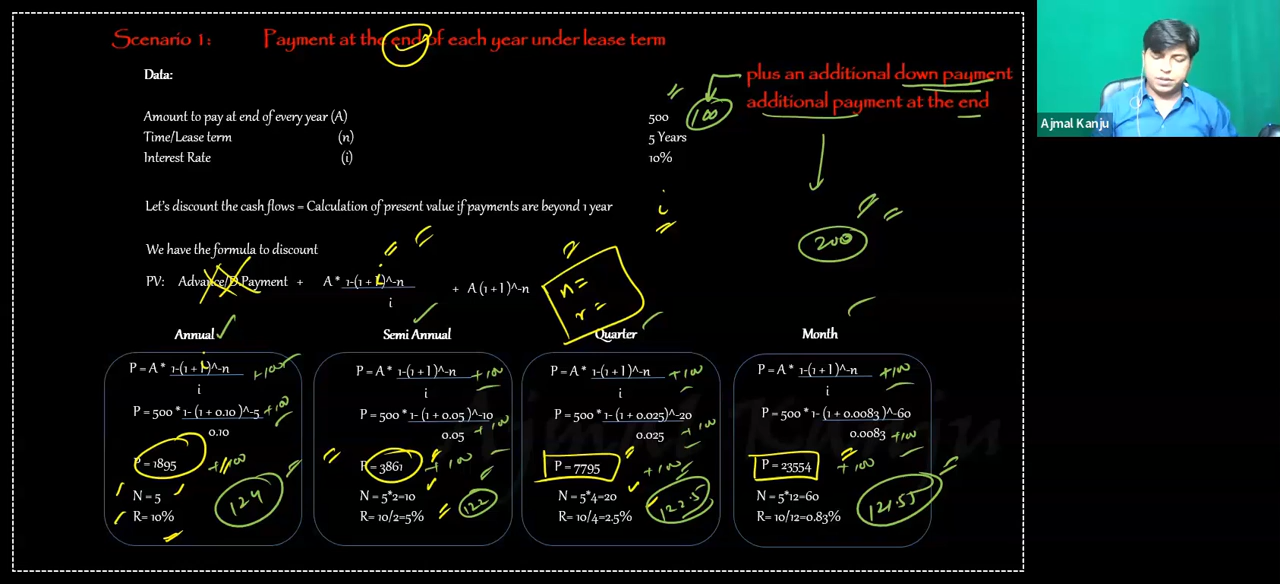 Scenario 1: Payment at the end of each year under lease term
Data:
plus an additional down payment
additional payment at the end
100
Amount to pay at end of every year (A) 500
Time/Lease term (n) 5 Years
Interest Rate (i) 10%
i
200
Let's discount the cash flows = Calculation of present value if payments are beyond 1 year
We have the formula to discount
PV: Advance/D.Payment + A * 1-(1 + i)^-n + A (1 + 1)^-n
i
n =
r =
Annual
P = A * 1-(1 + i)^-n +100
i
P = 500 * 1- (1 + 0.10 )^-5 +100
0.10
P = 1895 +100
N = 5
R= 10%
124
Semi Annual
P = A * 1-(1 + 1)^-n +100
i
P = 500 * 1- (1 + 0.05 )^-10 +100
0.05
P= 3861 +100
N = 5*2=10
R= 10/2=5%
122
Quarter
P = A * 1-(1 + 1)^-n +100
i
P = 500 * 1- (1 + 0.025 )^-20 +100
0.025
P = 7795 +100
N = 5*4=20
R= 10/4=2.5%
122.5
Month
P = A * 1-(1 + 1)^-n +100
i
P = 500 * 1- (1 + 0.0083 )^-60 +100
0.0083
P = 23554 +100
N = 5*12=60
R= 10/12=0.83%
121.55
Ajmal Kanju
Ajmal Kanju